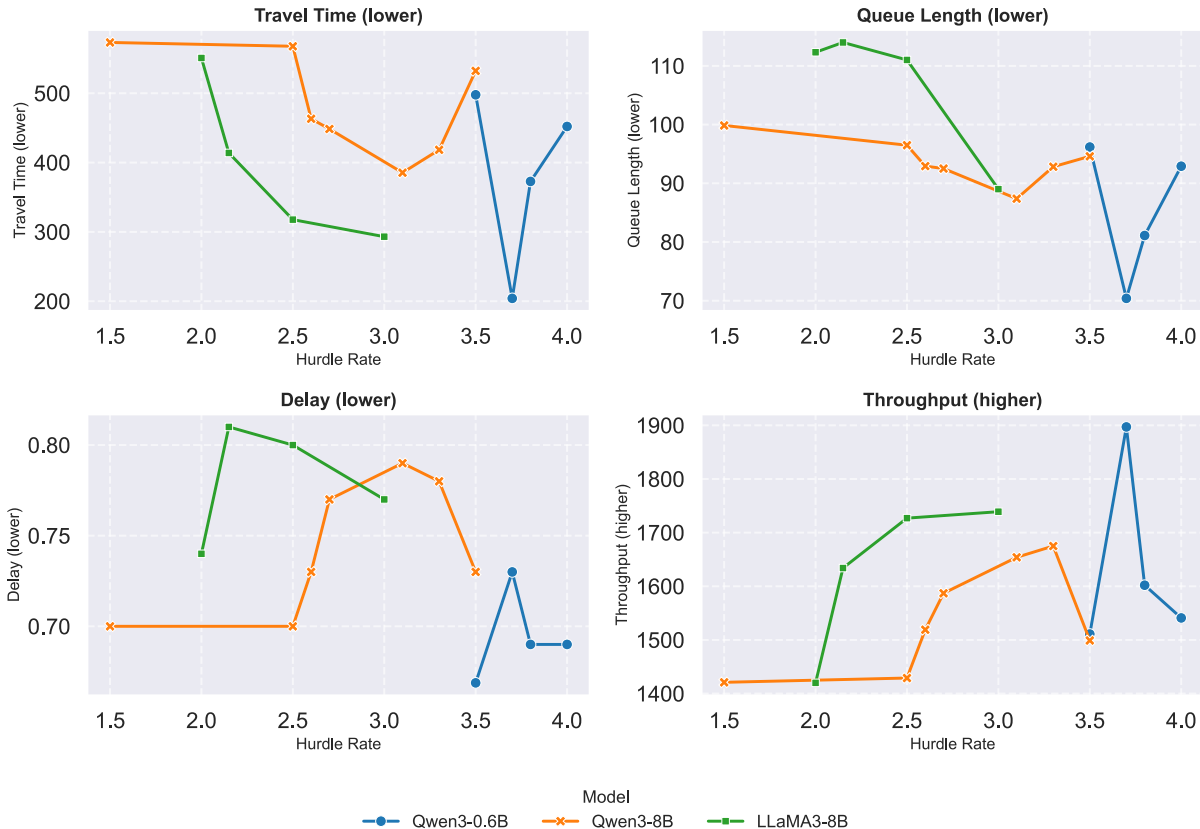 Travel Time (lower)
Queue Length (lower)
Travel Time (lower)
500
400
300
200
1.5 2.0 2.5 3.0 3.5 4.0
Hurdle Rate
Queue Length (lower)
110
100
90
80
70
1.5 2.0 2.5 3.0 3.5 4.0
Hurdle Rate
Delay (lower)
Throughput (higher)
Delay (lower)
0.80
0.75
0.70
1.5 2.0 2.5 3.0 3.5 4.0
Hurdle Rate
Throughput (higher)
1900
1800
1700
1600
1500
1400
1.5 2.0 2.5 3.0 3.5 4.0
Hurdle Rate
Model
Qwen3-0.6B Qwen3-8B LLaMA3-8B